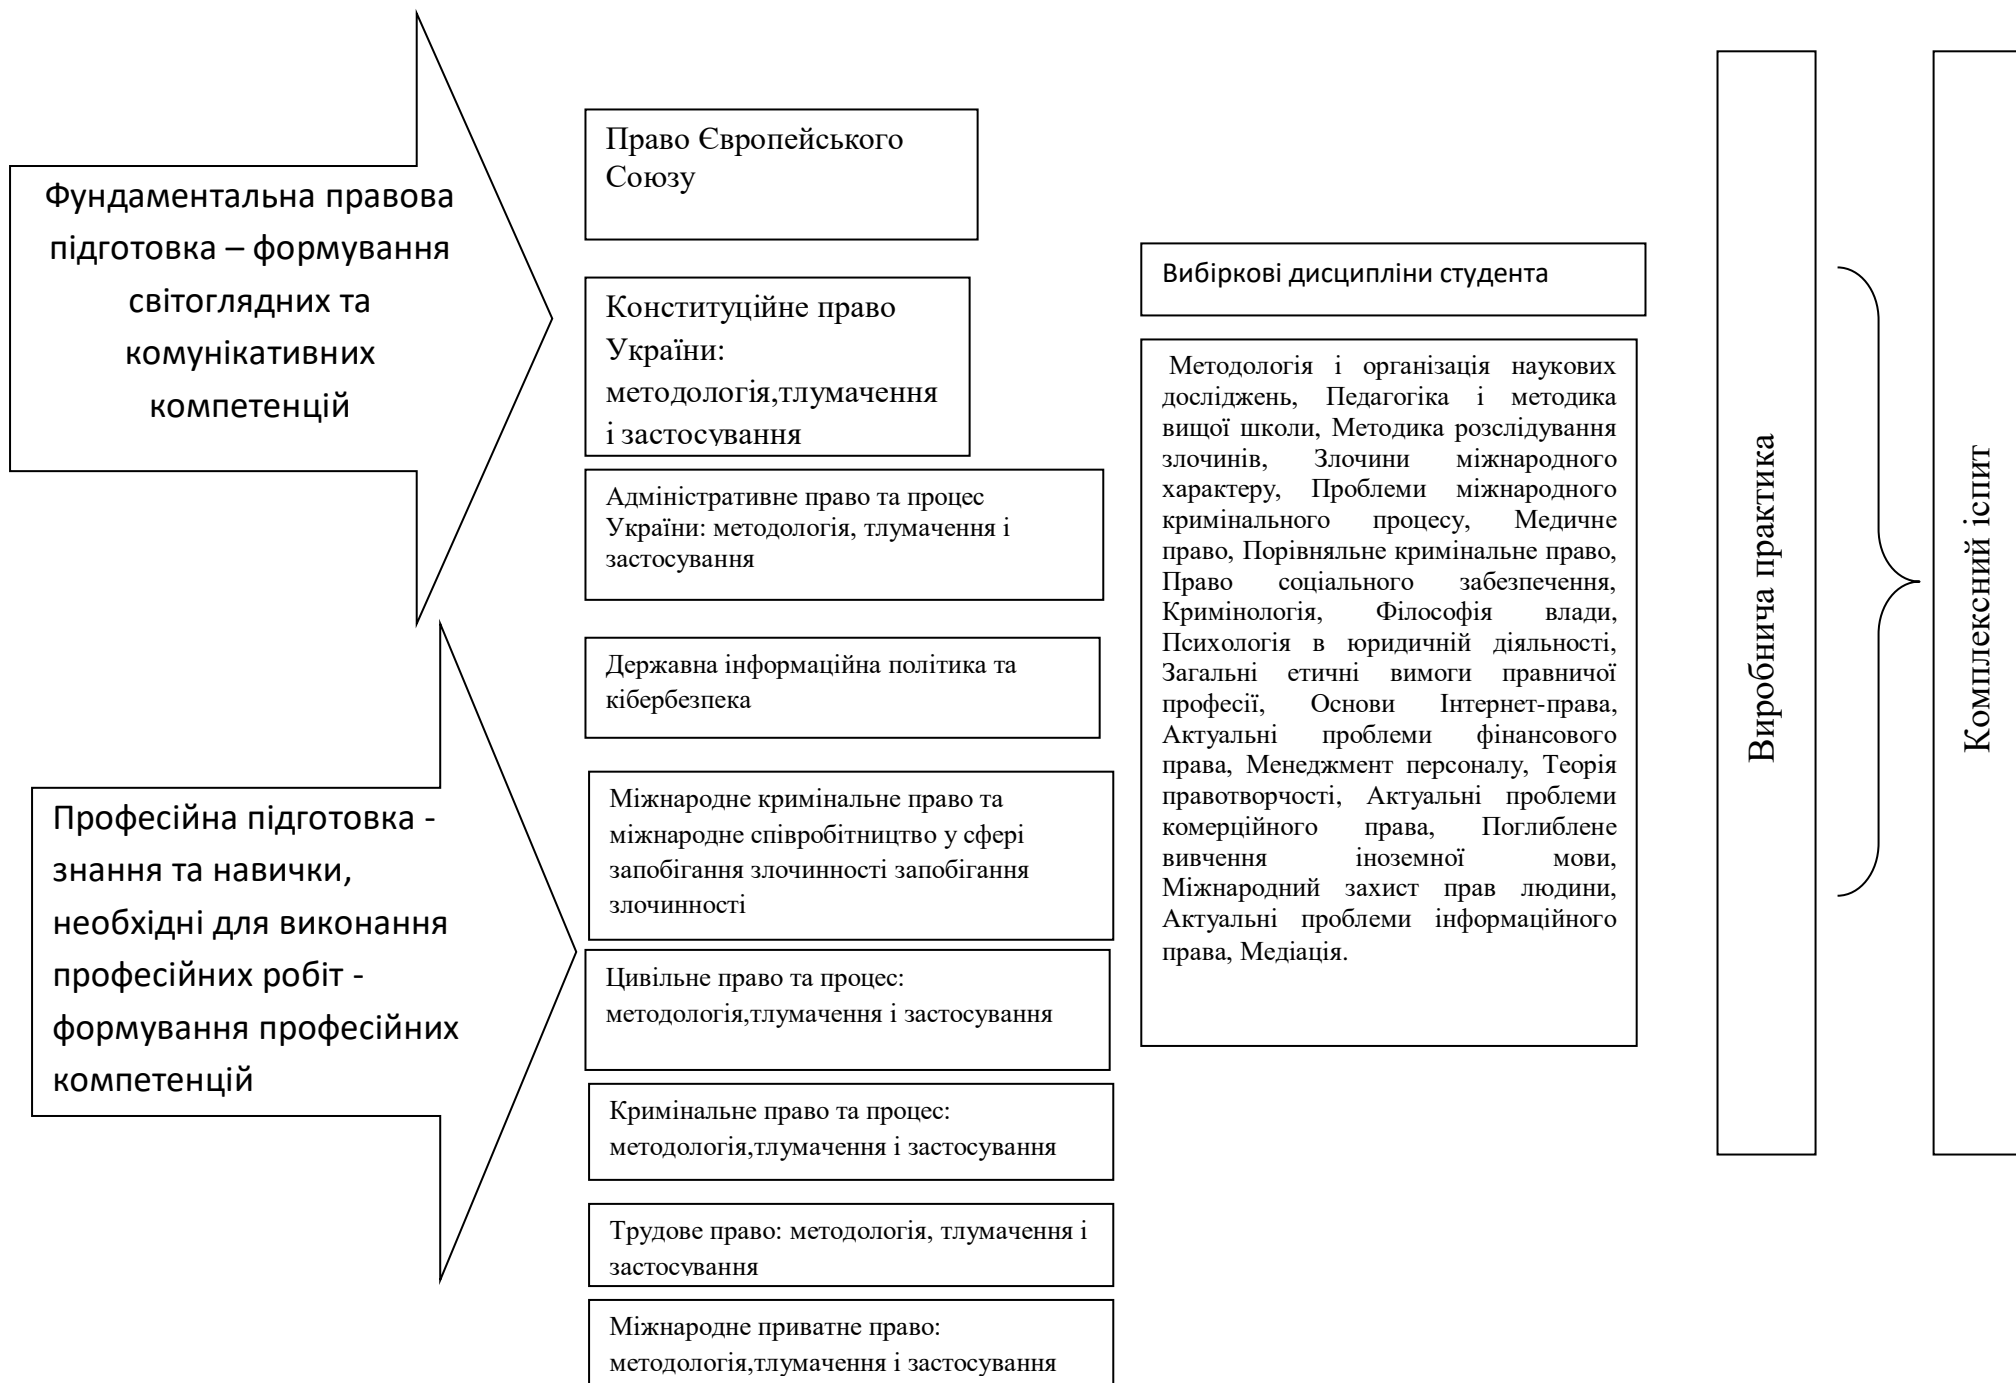 Фундаментальна правова
підготовка – формування
світоглядних та
комунікативних
компетенцій
Професійна підготовка -
знання та навички,
необхідні для виконання
професійних робіт -
формування професійних
компетенцій
Право Європейського
Союзу
Конституційне право
України:
методологія,тлумачення
і застосування
Адміністративне право та процес
України: методологія, тлумачення і
застосування
Державна інформаційна політика та
кібербезпека
Міжнародне кримінальне право та
міжнародне співробітництво у сфері
запобігання злочинності запобігання
злочинності
Цивільне право та процес:
методологія,тлумачення і застосування
Кримінальне право та процес:
методологія,тлумачення і застосування
Трудове право: методологія, тлумачення і
застосування
Міжнародне приватне право:
методологія,тлумачення і застосування
Вибіркові дисципліни студента
Методологія і організація наукових
досліджень, Педагогіка і методика
вищої школи, Методика розслідування
злочинів, Злочини міжнародного
характеру, Проблеми міжнародного
кримінального процесу, Медичне
право, Порівняльне кримінальне право,
Право соціального забезпечення,
Кримінологія, Філософія влади,
Психологія в юридичній діяльності,
Загальні етичні вимоги правничої
професії, Основи Інтернет-права,
Актуальні проблеми фінансового
права, Менеджмент персоналу, Теорія
правотворчості, Актуальні проблеми
комерційного права, Поглиблене
вивчення іноземної мови,
Міжнародний захист прав людини,
Актуальні проблеми інформаційного
права, Медіація.
Виробнича практика
Комплексний іспит